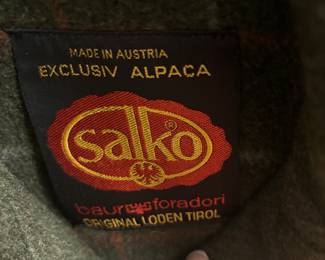 MADE IN AUSTRIA
EXCLUSIV ALPACA
salko ®
baur foradori
ORIGINAL LODEN TIROL